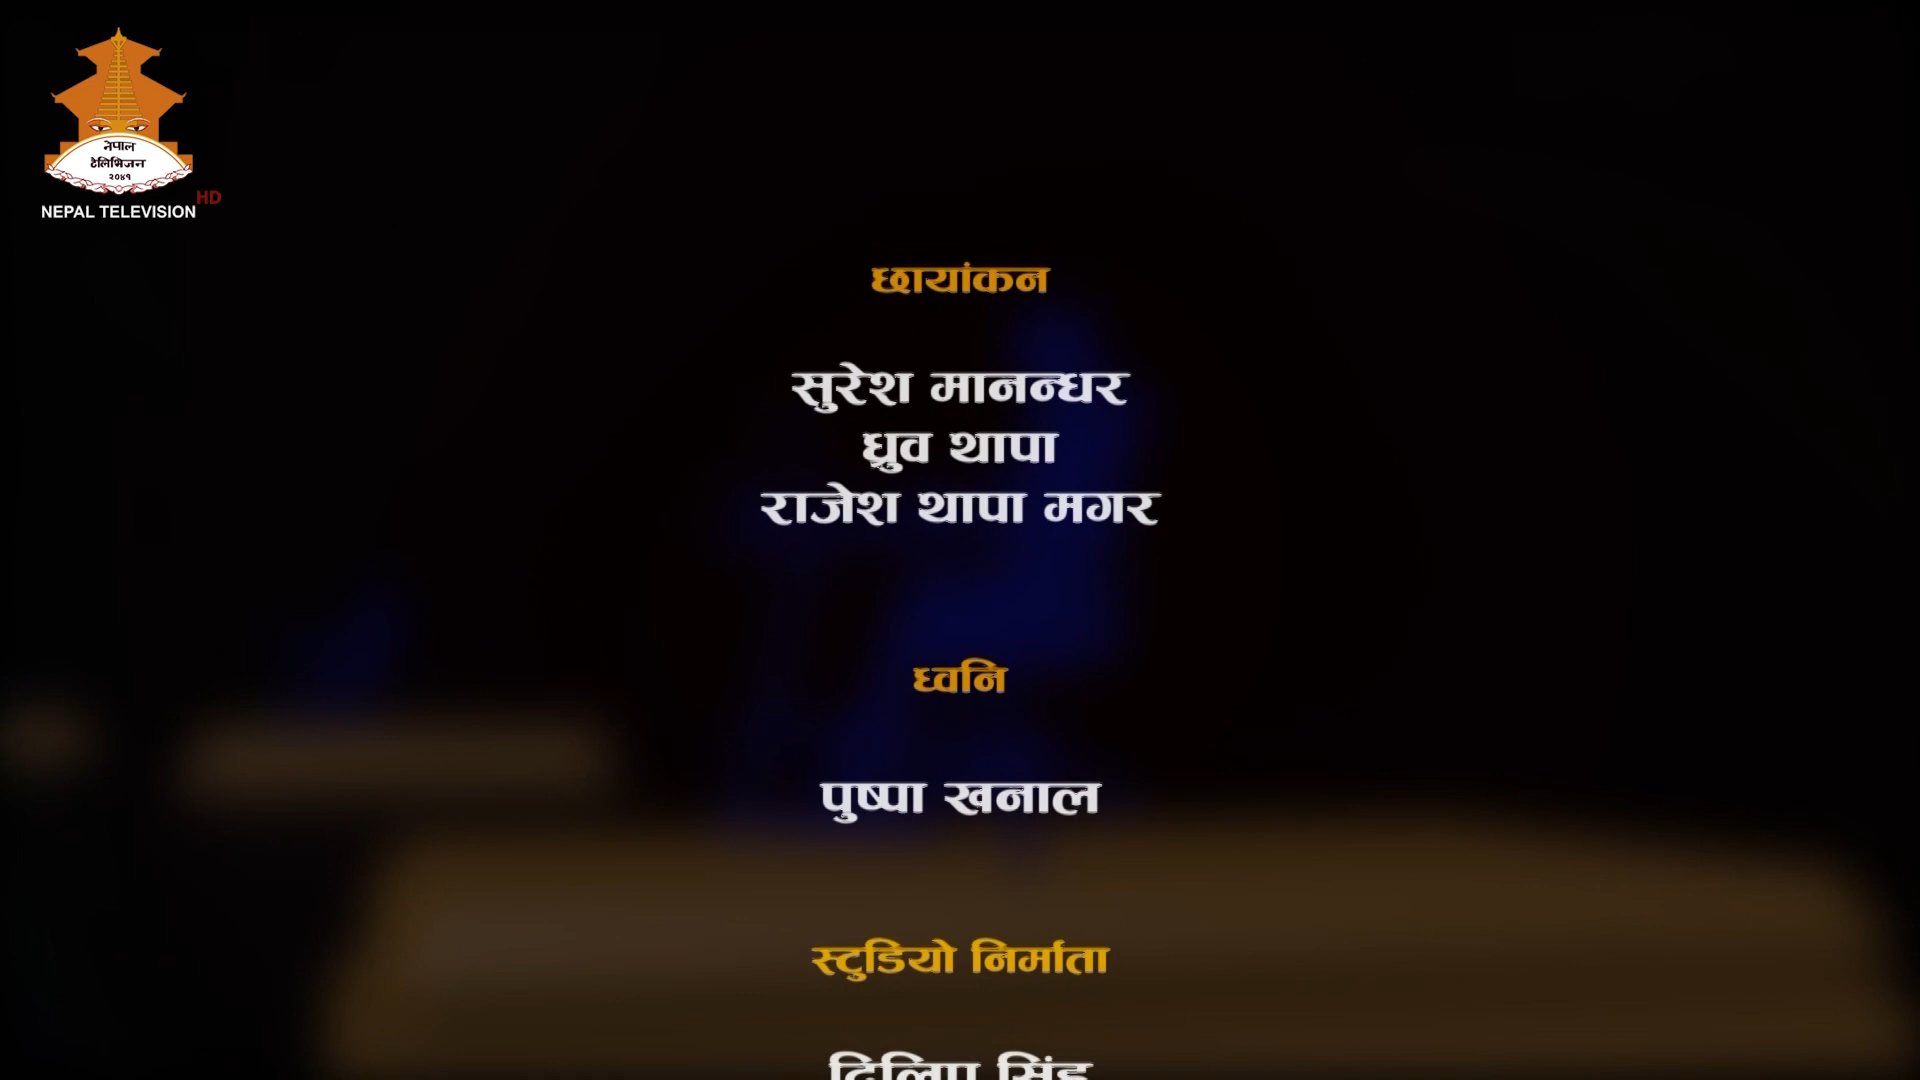 नेपाल
टेलिभिजन
२०४१
HD
NEPAL TELEVISION
छायांकन
सुरेश मानन्धर
ध्रुव थापा
राजेश थापा मगर
ध्वनि
पुष्पा खनाल
स्टुडियो निर्माता
दिलिप सिंह